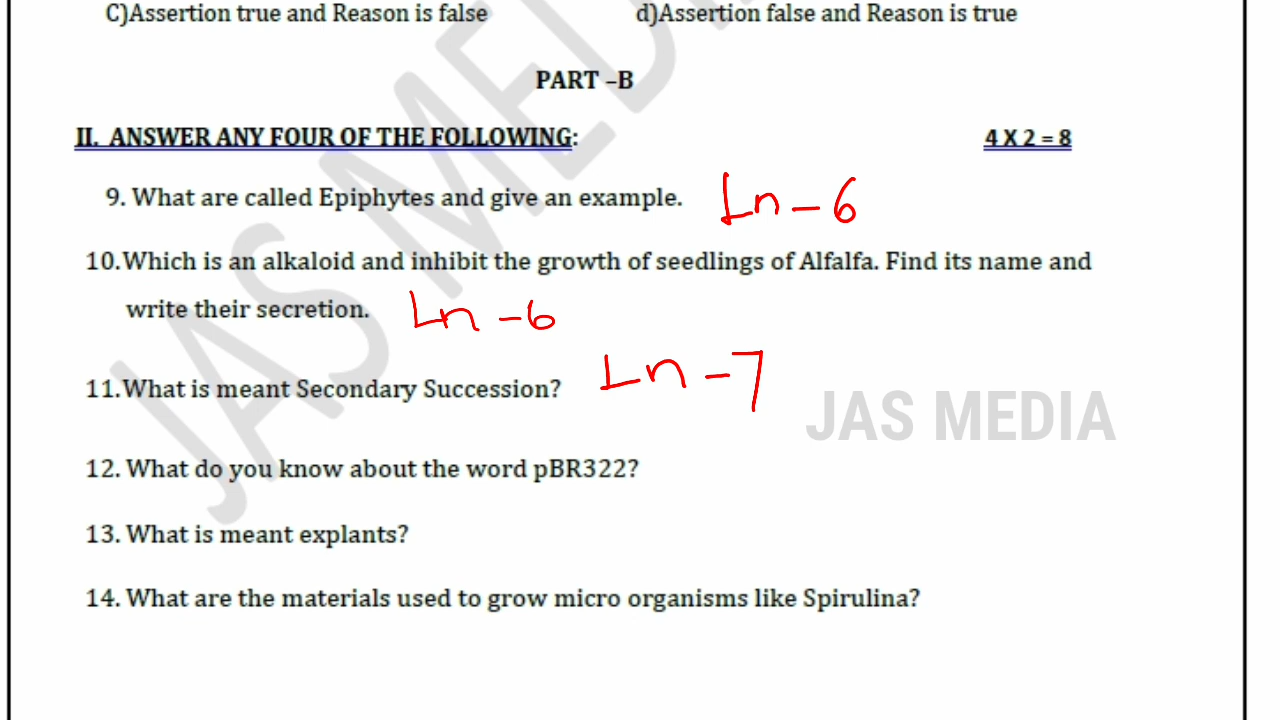 C)Assertion true and Reason is false d)Assertion false and Reason is true
PART –B
II. ANSWER ANY FOUR OF THE FOLLOWING: 4 X 2 = 8
9. What are called Epiphytes and give an example. Ln – 6
10.Which is an alkaloid and inhibit the growth of seedlings of Alfalfa. Find its name and
write their secretion. Ln – 6
11.What is meant Secondary Succession? Ln – 7
JAS MEDIA
12. What do you know about the word pBR322?
13. What is meant explants?
14. What are the materials used to grow micro organisms like Spirulina?
JAS MEDIA